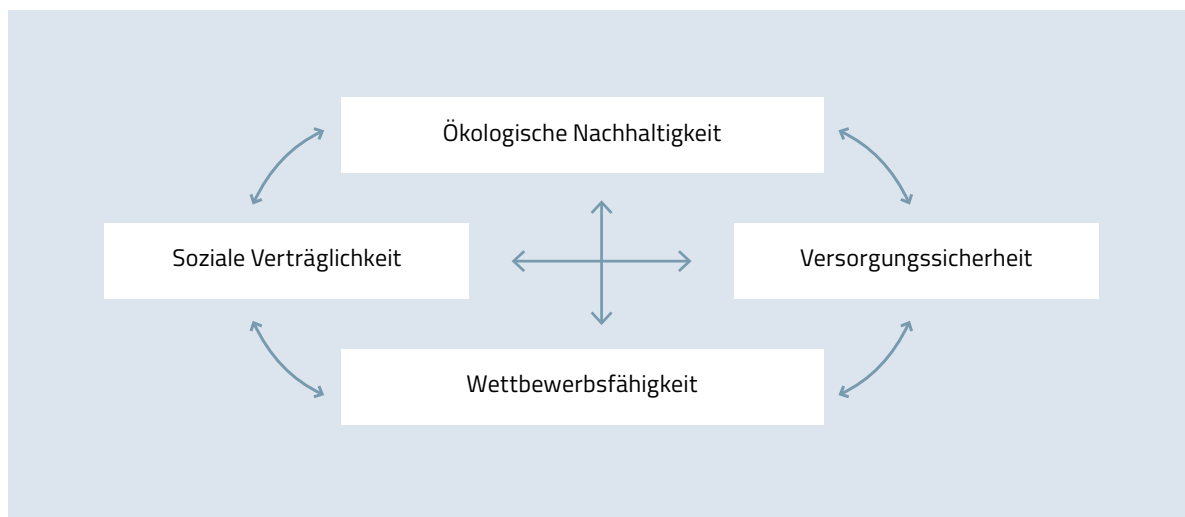 Ökologische Nachhaltigkeit
Soziale Verträglichkeit
Versorgungssicherheit
Wettbewerbsfähigkeit